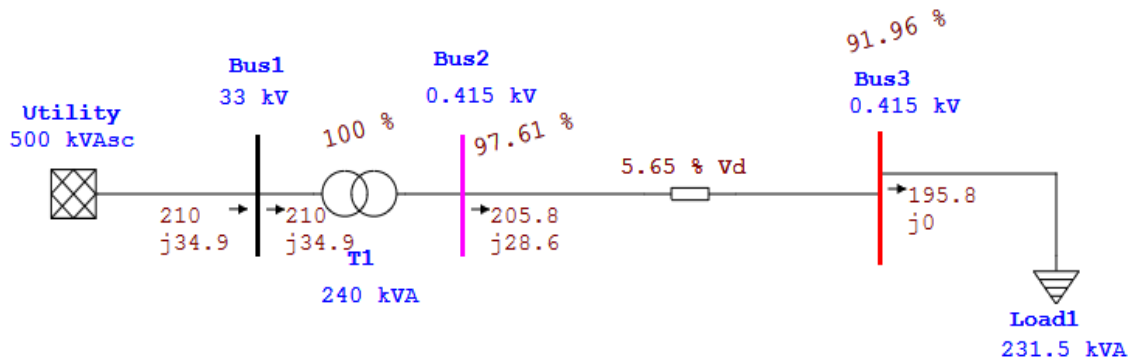 Utility
500 kVAsc
Bus1
33 kV
100 %
Bus2
0.415 kV
97.61 %
5.65 % Vd
91.96 %
Bus3
0.415 kV
210
j34.9
210
j34.9
T1
240 kVA
205.8
j28.6
195.8
j0
Load1
231.5 kVA